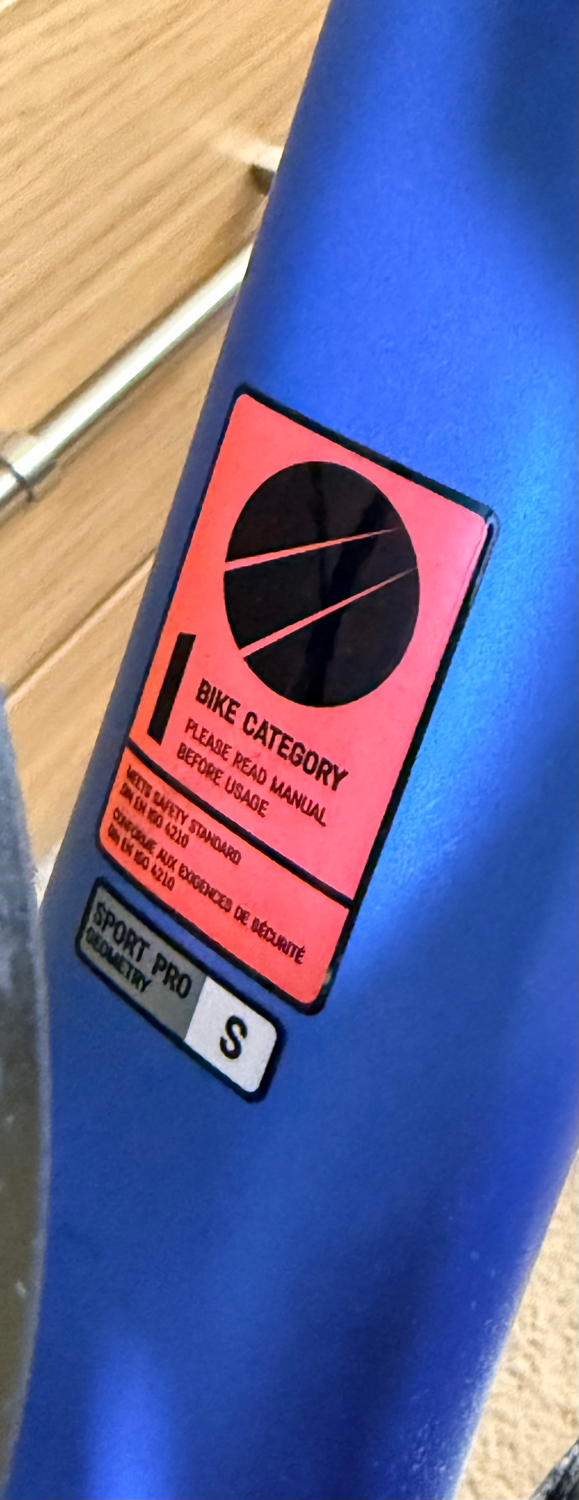 1
BIKE CATEGORY
PLEASE READ MANUAL
BEFORE USAGE
MEETS SAFETY STANDARD
DIN EN ISO 4210
CONFORME AUX EXIGENCES DE SÉCURITÉ
DIN EN ISO 4210
SPORT PRO
GEOMETRY
S